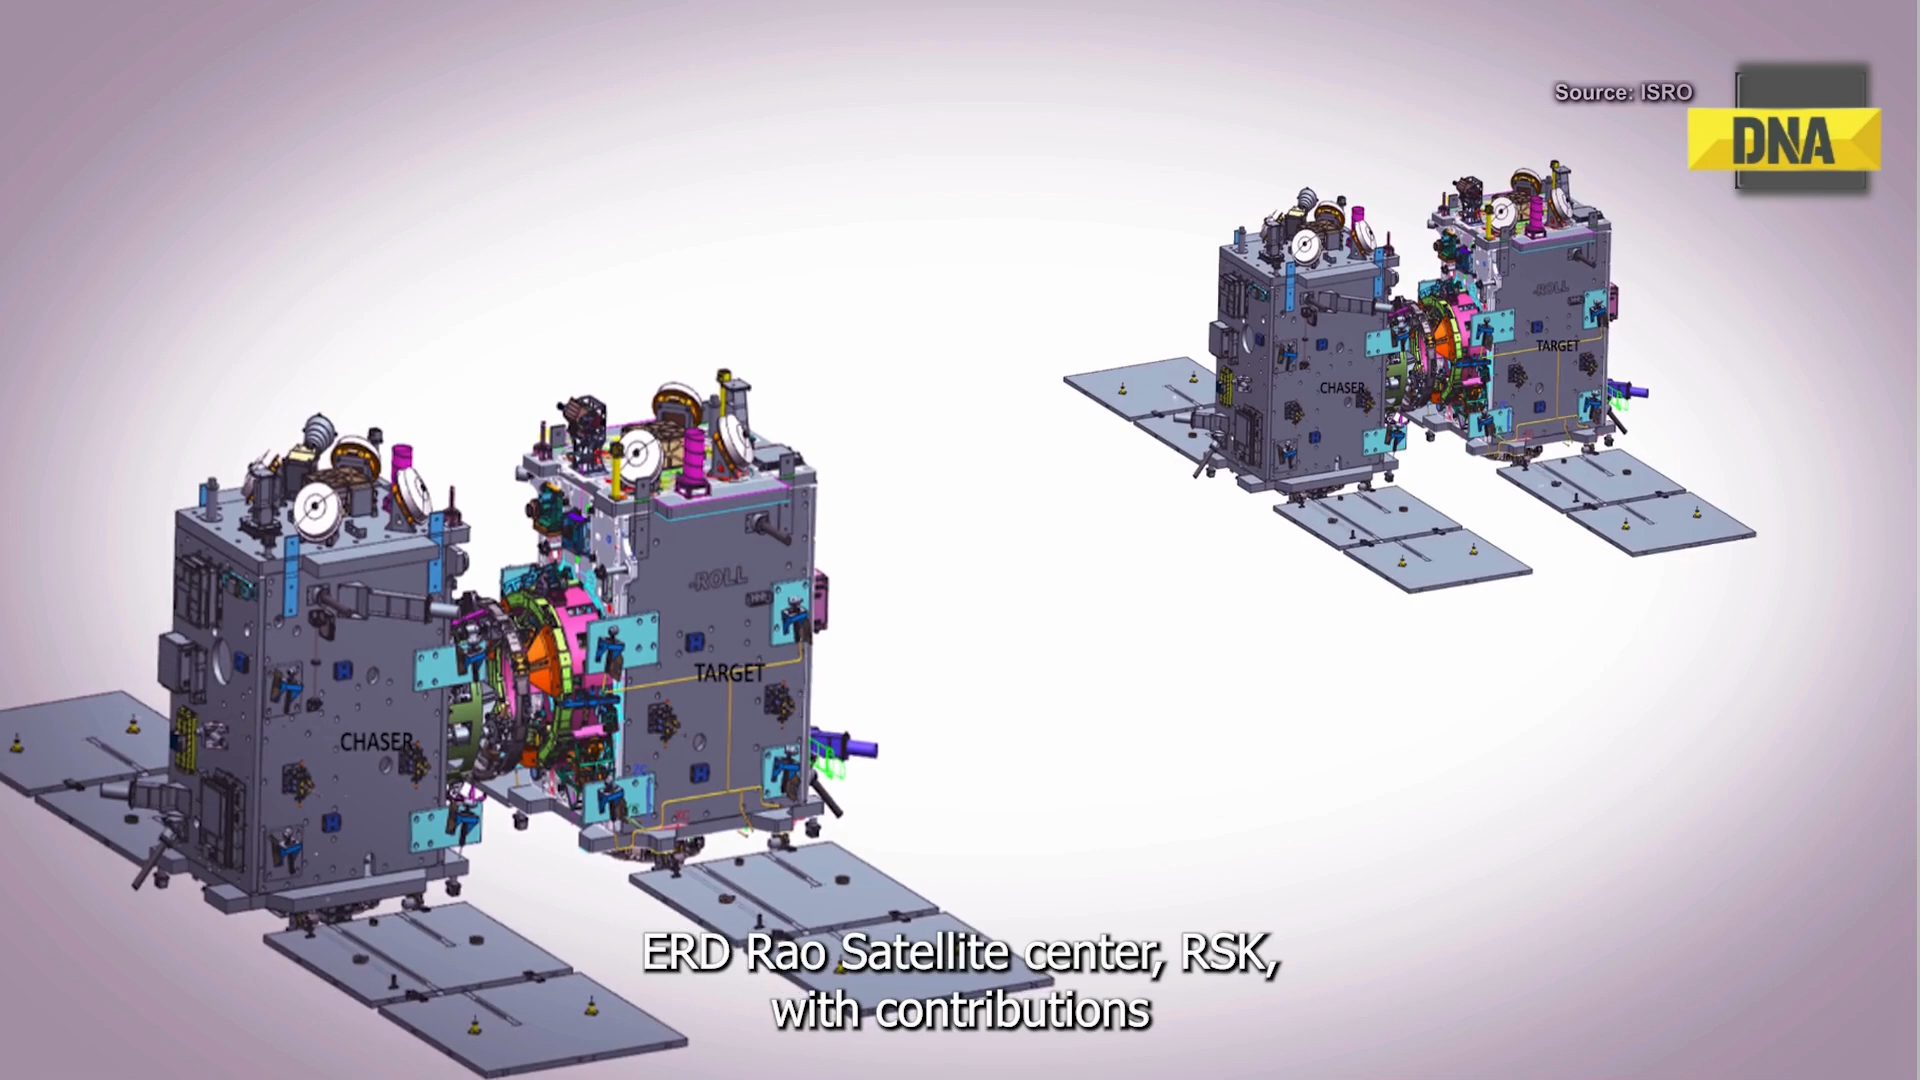 Source: ISRO
DNA
-ROLL
TARGET
CHASER
-ROLL
TARGET
CHASER
ERD Rao Satellite center, RSK,
with contributions